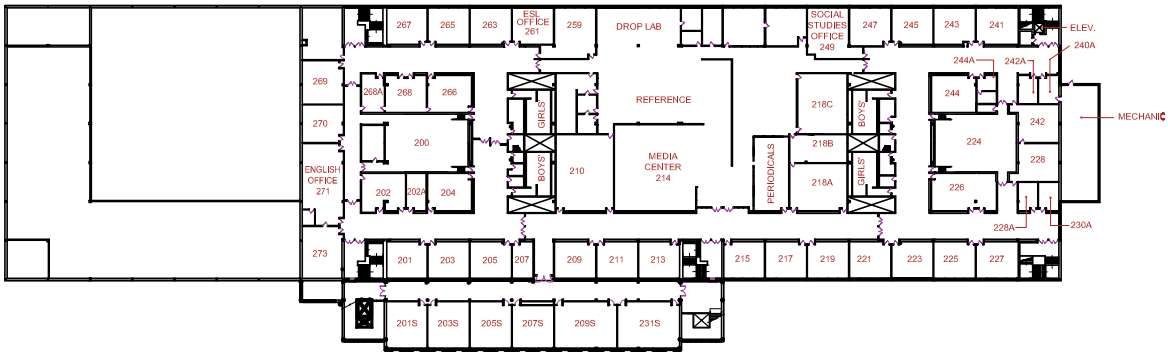 267
265
263
ESL
OFFICE
261
259
DROP LAB
SOCIAL
STUDIES
OFFICE
249
247
245
243
241
ELEV.
240A
244A
242A
269
268A
268
266
REFERENCE
218C
244
MECHANIC
GIRLS'
BOYS'
270
200
242
224
ENGLISH
OFFICE
271
BOYS'
210
MEDIA
CENTER
214
PERIODICALS
218B
218A
GIRLS'
228
202
202A
204
226
228A
230A
273
201
203
205
207
209
211
213
215
217
219
221
223
225
227
201S
203S
205S
207S
209S
231S